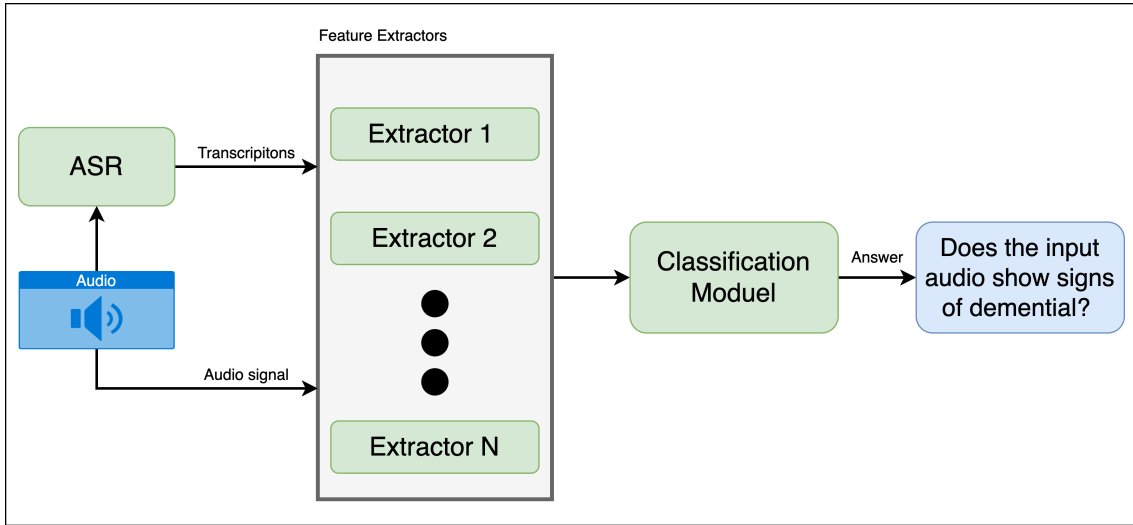 Feature Extractors
Extractor 1
ASR
Transcripitons
Extractor 2
Audio
Classification
Moduel
Answer
Does the input
audio show signs
of demential?
Audio signal
Extractor N